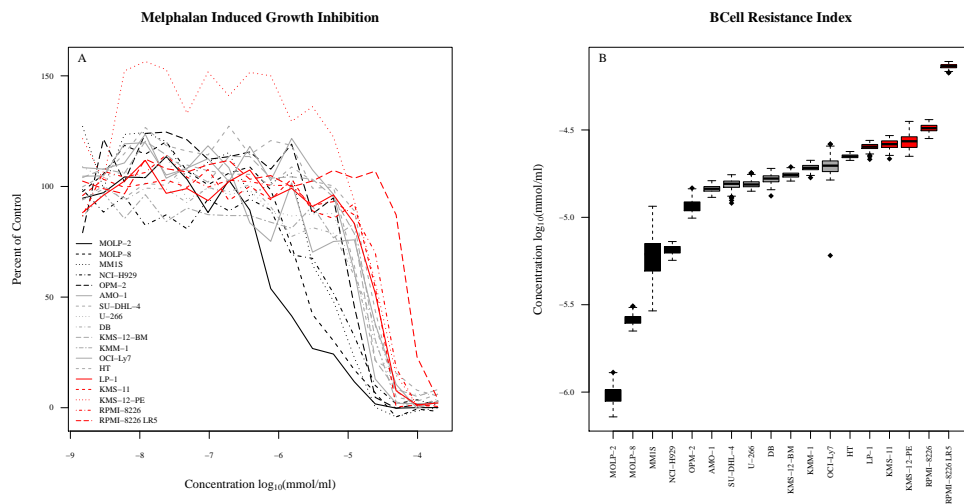 Melphalan Induced Growth Inhibition
A
Percent of Control
150
100
50
0
MOLP−2
MOLP−8
MM1S
NCI−H929
OPM−2
AMO−1
SU−DHL−4
U−266
DB
KMS−12−BM
KMM−1
OCI−Ly7
HT
LP−1
KMS−11
KMS−12−PE
RPMI−8226
RPMI−8226 LR5
−9 −8 −7 −6 −5 −4
Concentration log10(mmol/ml)
BCell Resistance Index
B
Concentration log10(mmol/ml)
−4.5
−5.0
−5.5
−6.0
MOLP−2
MOLP−8
MM1S
NCI−H929
OPM−2
AMO−1
SU−DHL−4
U−266
DB
KMS−12−BM
KMM−1
OCI−Ly7
HT
LP−1
KMS−11
KMS−12−PE
RPMI−8226
RPMI−8226 LR5